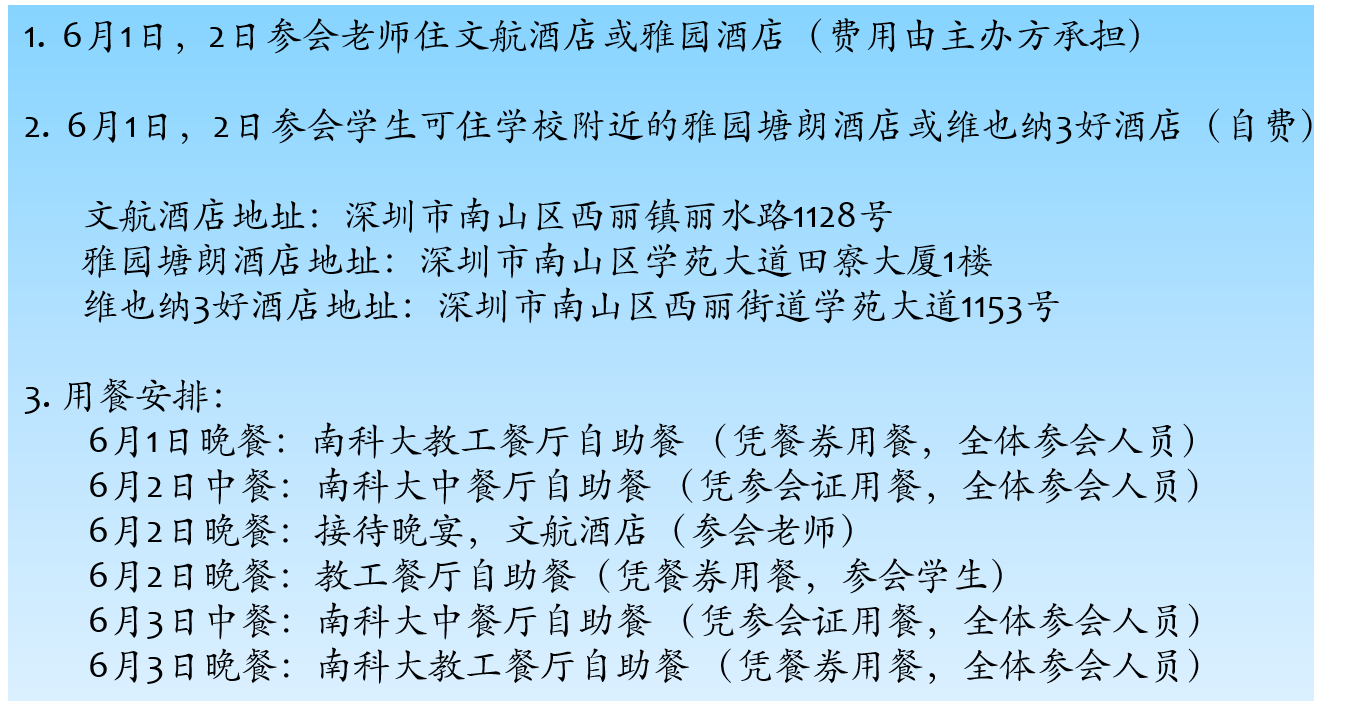 1. 6月1日，2日参会老师住文航酒店或雅园酒店（费用由主办方承担）
2. 6月1日，2日参会学生可住学校附近的雅园塘朗酒店或维也纳3好酒店（自费）
文航酒店地址：深圳市南山区西丽镇丽水路1128号
雅园塘朗酒店地址：深圳市南山区学苑大道田寮大厦1楼
维也纳3好酒店地址：深圳市南山区西丽街道学苑大道1153号
3. 用餐安排：
6月1日晚餐：南科大教工餐厅自助餐（凭餐券用餐，全体参会人员）
6月2日中餐：南科大中餐厅自助餐（凭参会证用餐，全体参会人员）
6月2日晚餐：接待晚宴，文航酒店（参会老师）
6月2日晚餐：教工餐厅自助餐（凭餐券用餐，参会学生）
6月3日中餐：南科大中餐厅自助餐（凭参会证用餐，全体参会人员）
6月3日晚餐：南科大教工餐厅自助餐（凭餐券用餐，全体参会人员）